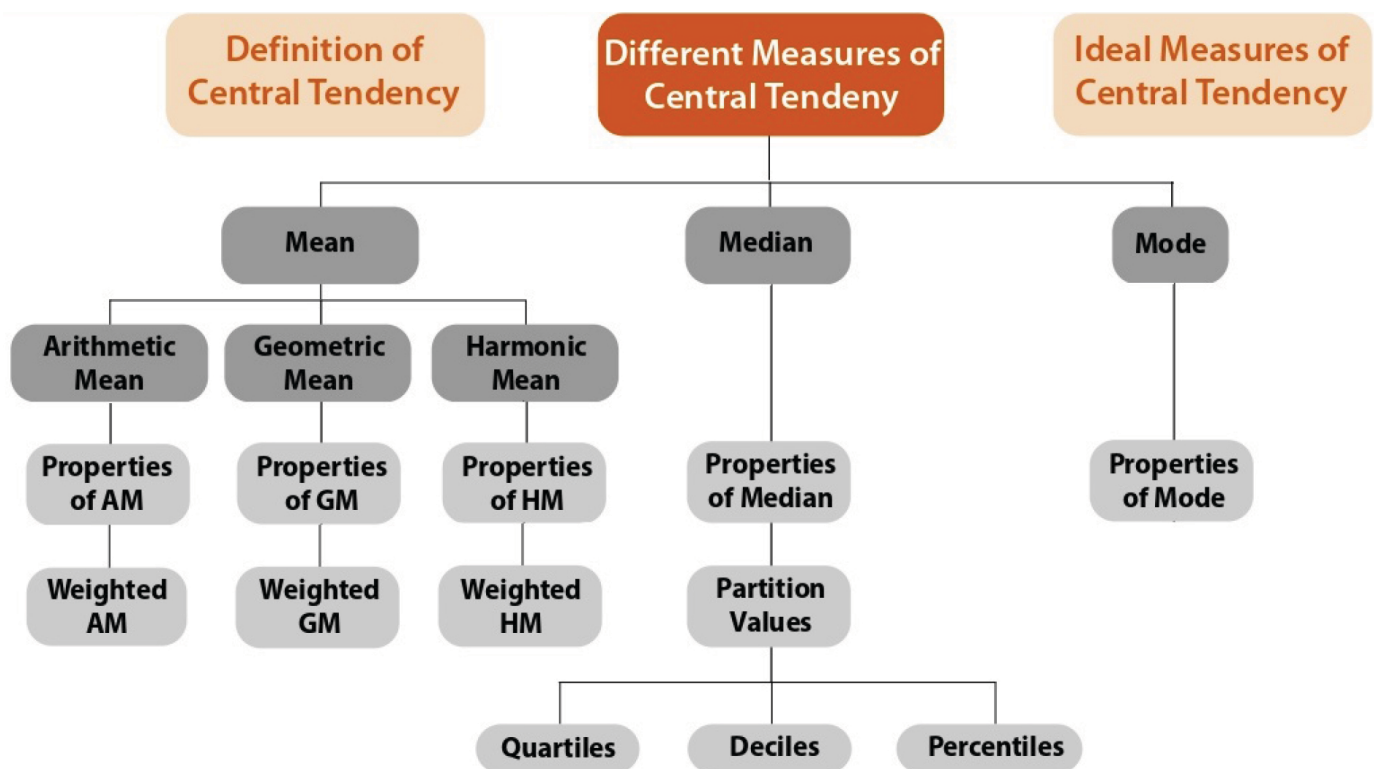 Definition of
Central Tendency
Different Measures of
Central Tendeny
Ideal Measures of
Central Tendency
Mean
Median
Mode
Arithmetic
Mean
Geometric
Mean
Harmonic
Mean
Properties
of AM
Properties
of GM
Properties
of HM
Properties
of Median
Properties
of Mode
Weighted
AM
Weighted
GM
Weighted
HM
Partition
Values
Quartiles
Deciles
Percentiles